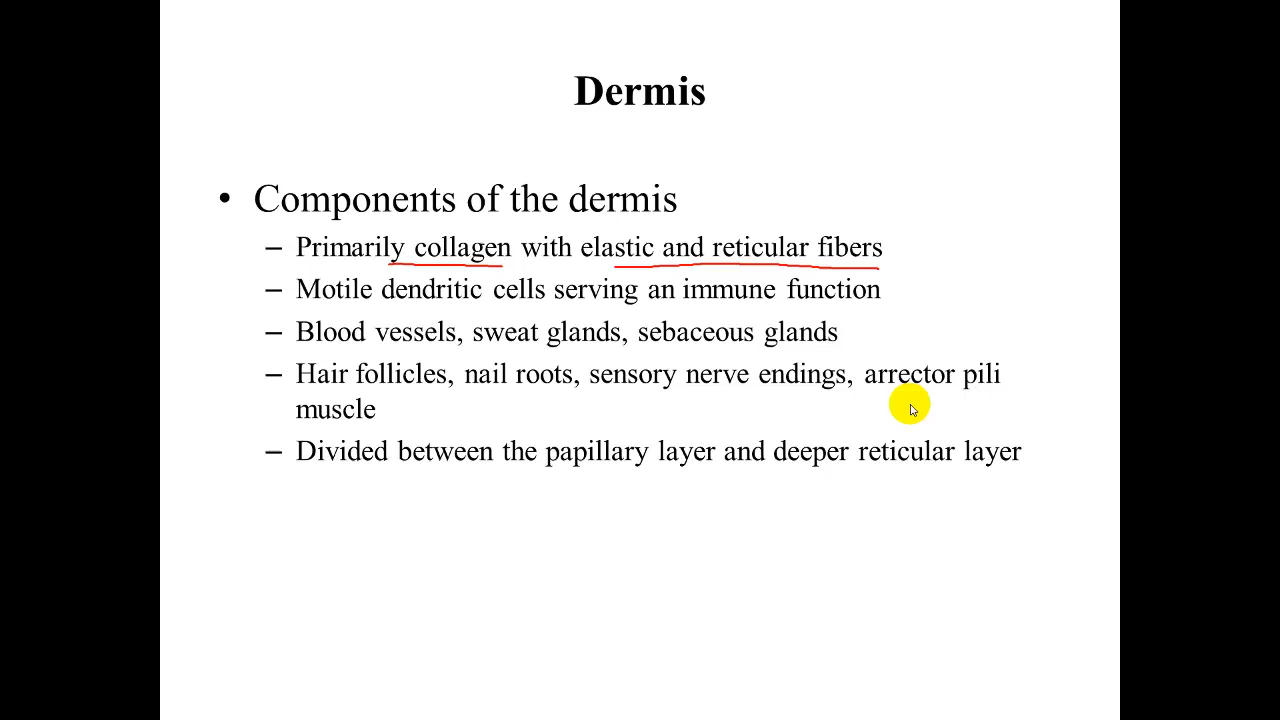 Dermis
• Components of the dermis
– Primarily collagen with elastic and reticular fibers
– Motile dendritic cells serving an immune function
– Blood vessels, sweat glands, sebaceous glands
– Hair follicles, nail roots, sensory nerve endings, arrector pili
muscle
– Divided between the papillary layer and deeper reticular layer